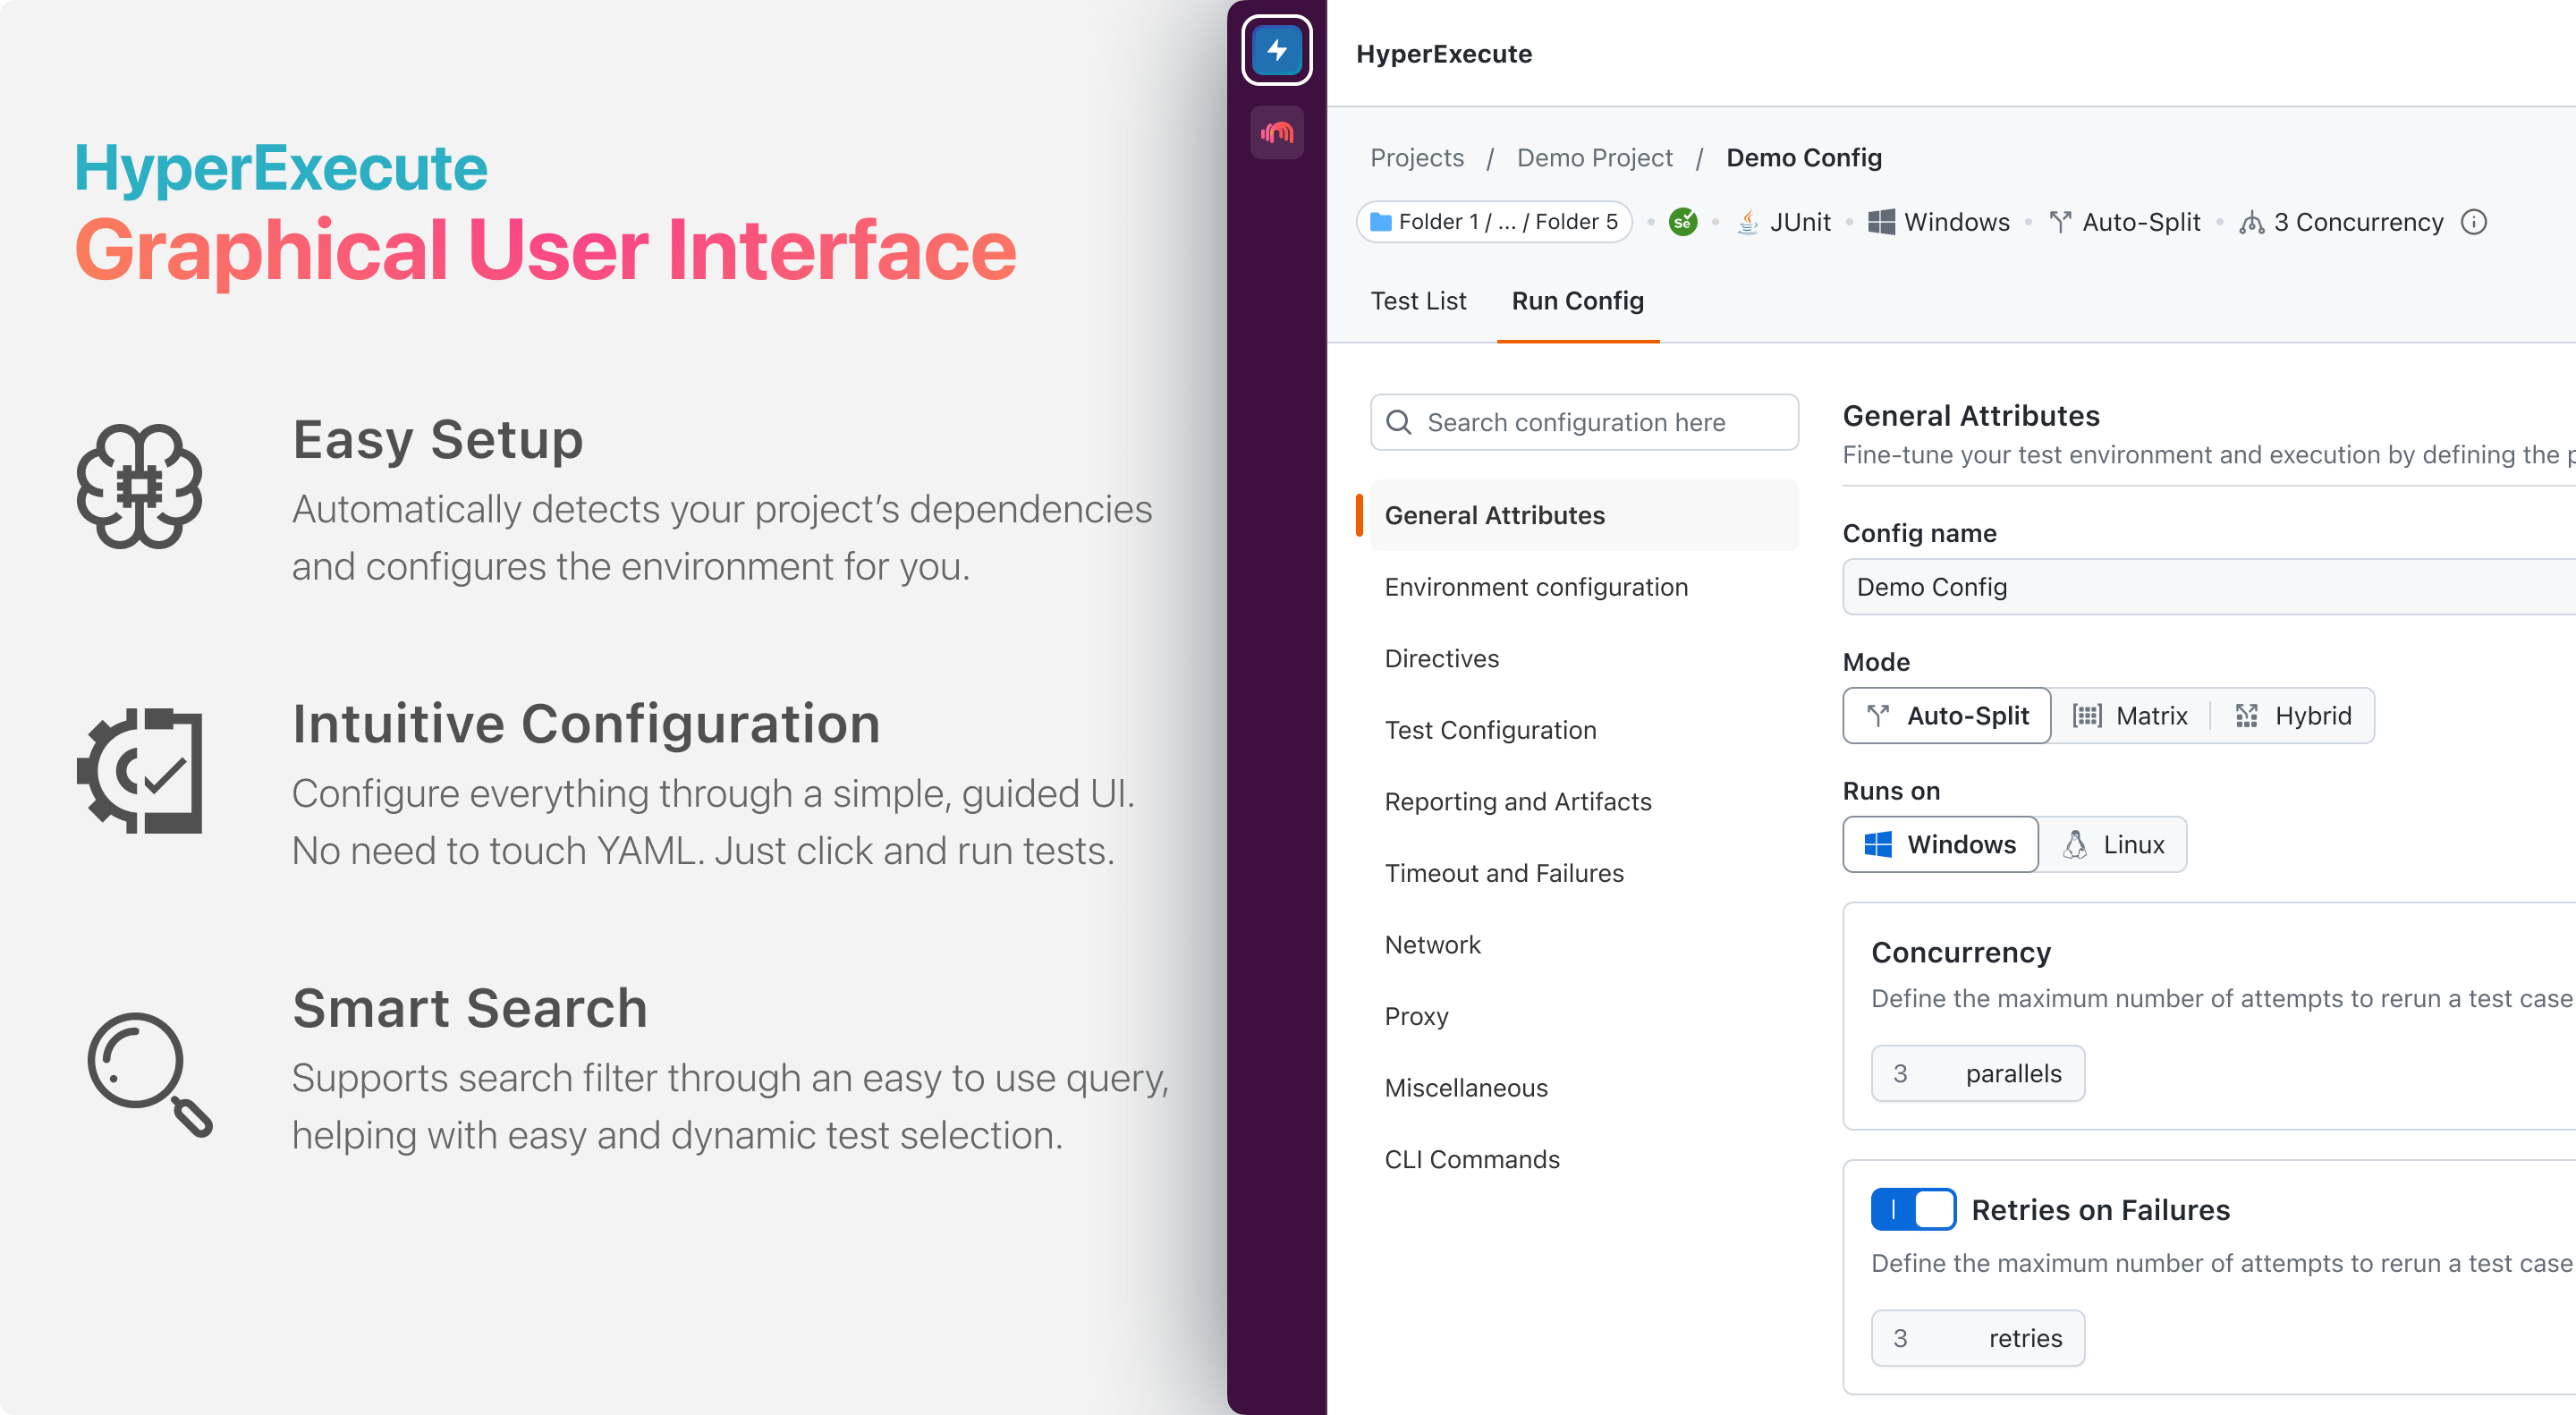 HyperExecute
Graphical User Interface
Easy Setup
Automatically detects your project’s dependencies
and configures the environment for you.
Intuitive Configuration
Configure everything through a simple, guided UI.
No need to touch YAML. Just click and run tests.
Smart Search
Supports search filter through an easy to use query,
helping with easy and dynamic test selection.
HyperExecute
Projects / Demo Project / Demo Config
Folder 1 / ... / Folder 5 • Se • JUnit • Windows • Auto-Split • 3 Concurrency
Test List Run Config
Search configuration here
General Attributes
Environment configuration
Directives
Test Configuration
Reporting and Artifacts
Timeout and Failures
Network
Proxy
Miscellaneous
CLI Commands
General Attributes
Fine-tune your test environment and execution by defining the
Config name
Demo Config
Mode
Auto-Split Matrix Hybrid
Runs on
Windows Linux
Concurrency
Define the maximum number of attempts to rerun a test case
3 parallels
Retries on Failures
Define the maximum number of attempts to rerun a test case
3 retries